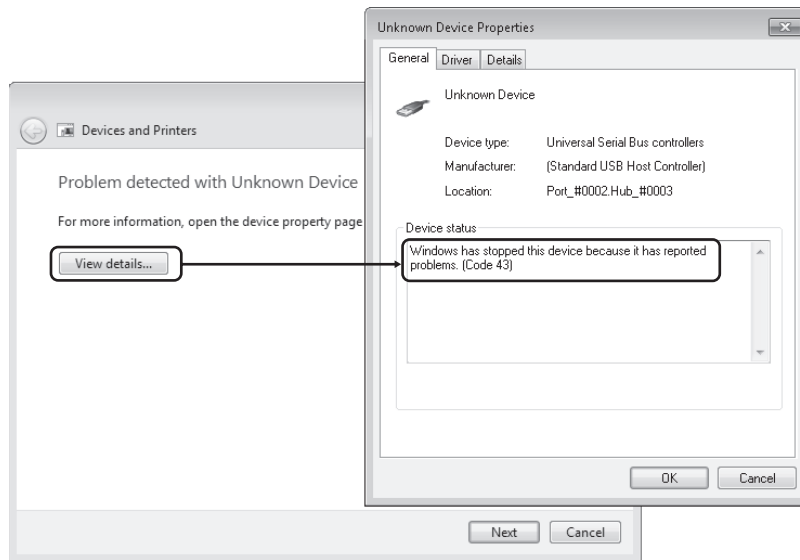 Devices and Printers
Problem detected with Unknown Device
For more information, open the device property page
View details...
Next
Cancel
Unknown Device Properties
General
Driver
Details
Unknown Device
Device type: Universal Serial Bus controllers
Manufacturer: (Standard USB Host Controller)
Location: Port_#0002.Hub_#0003
Device status
Windows has stopped this device because it has reported
problems. (Code 43)
OK
Cancel